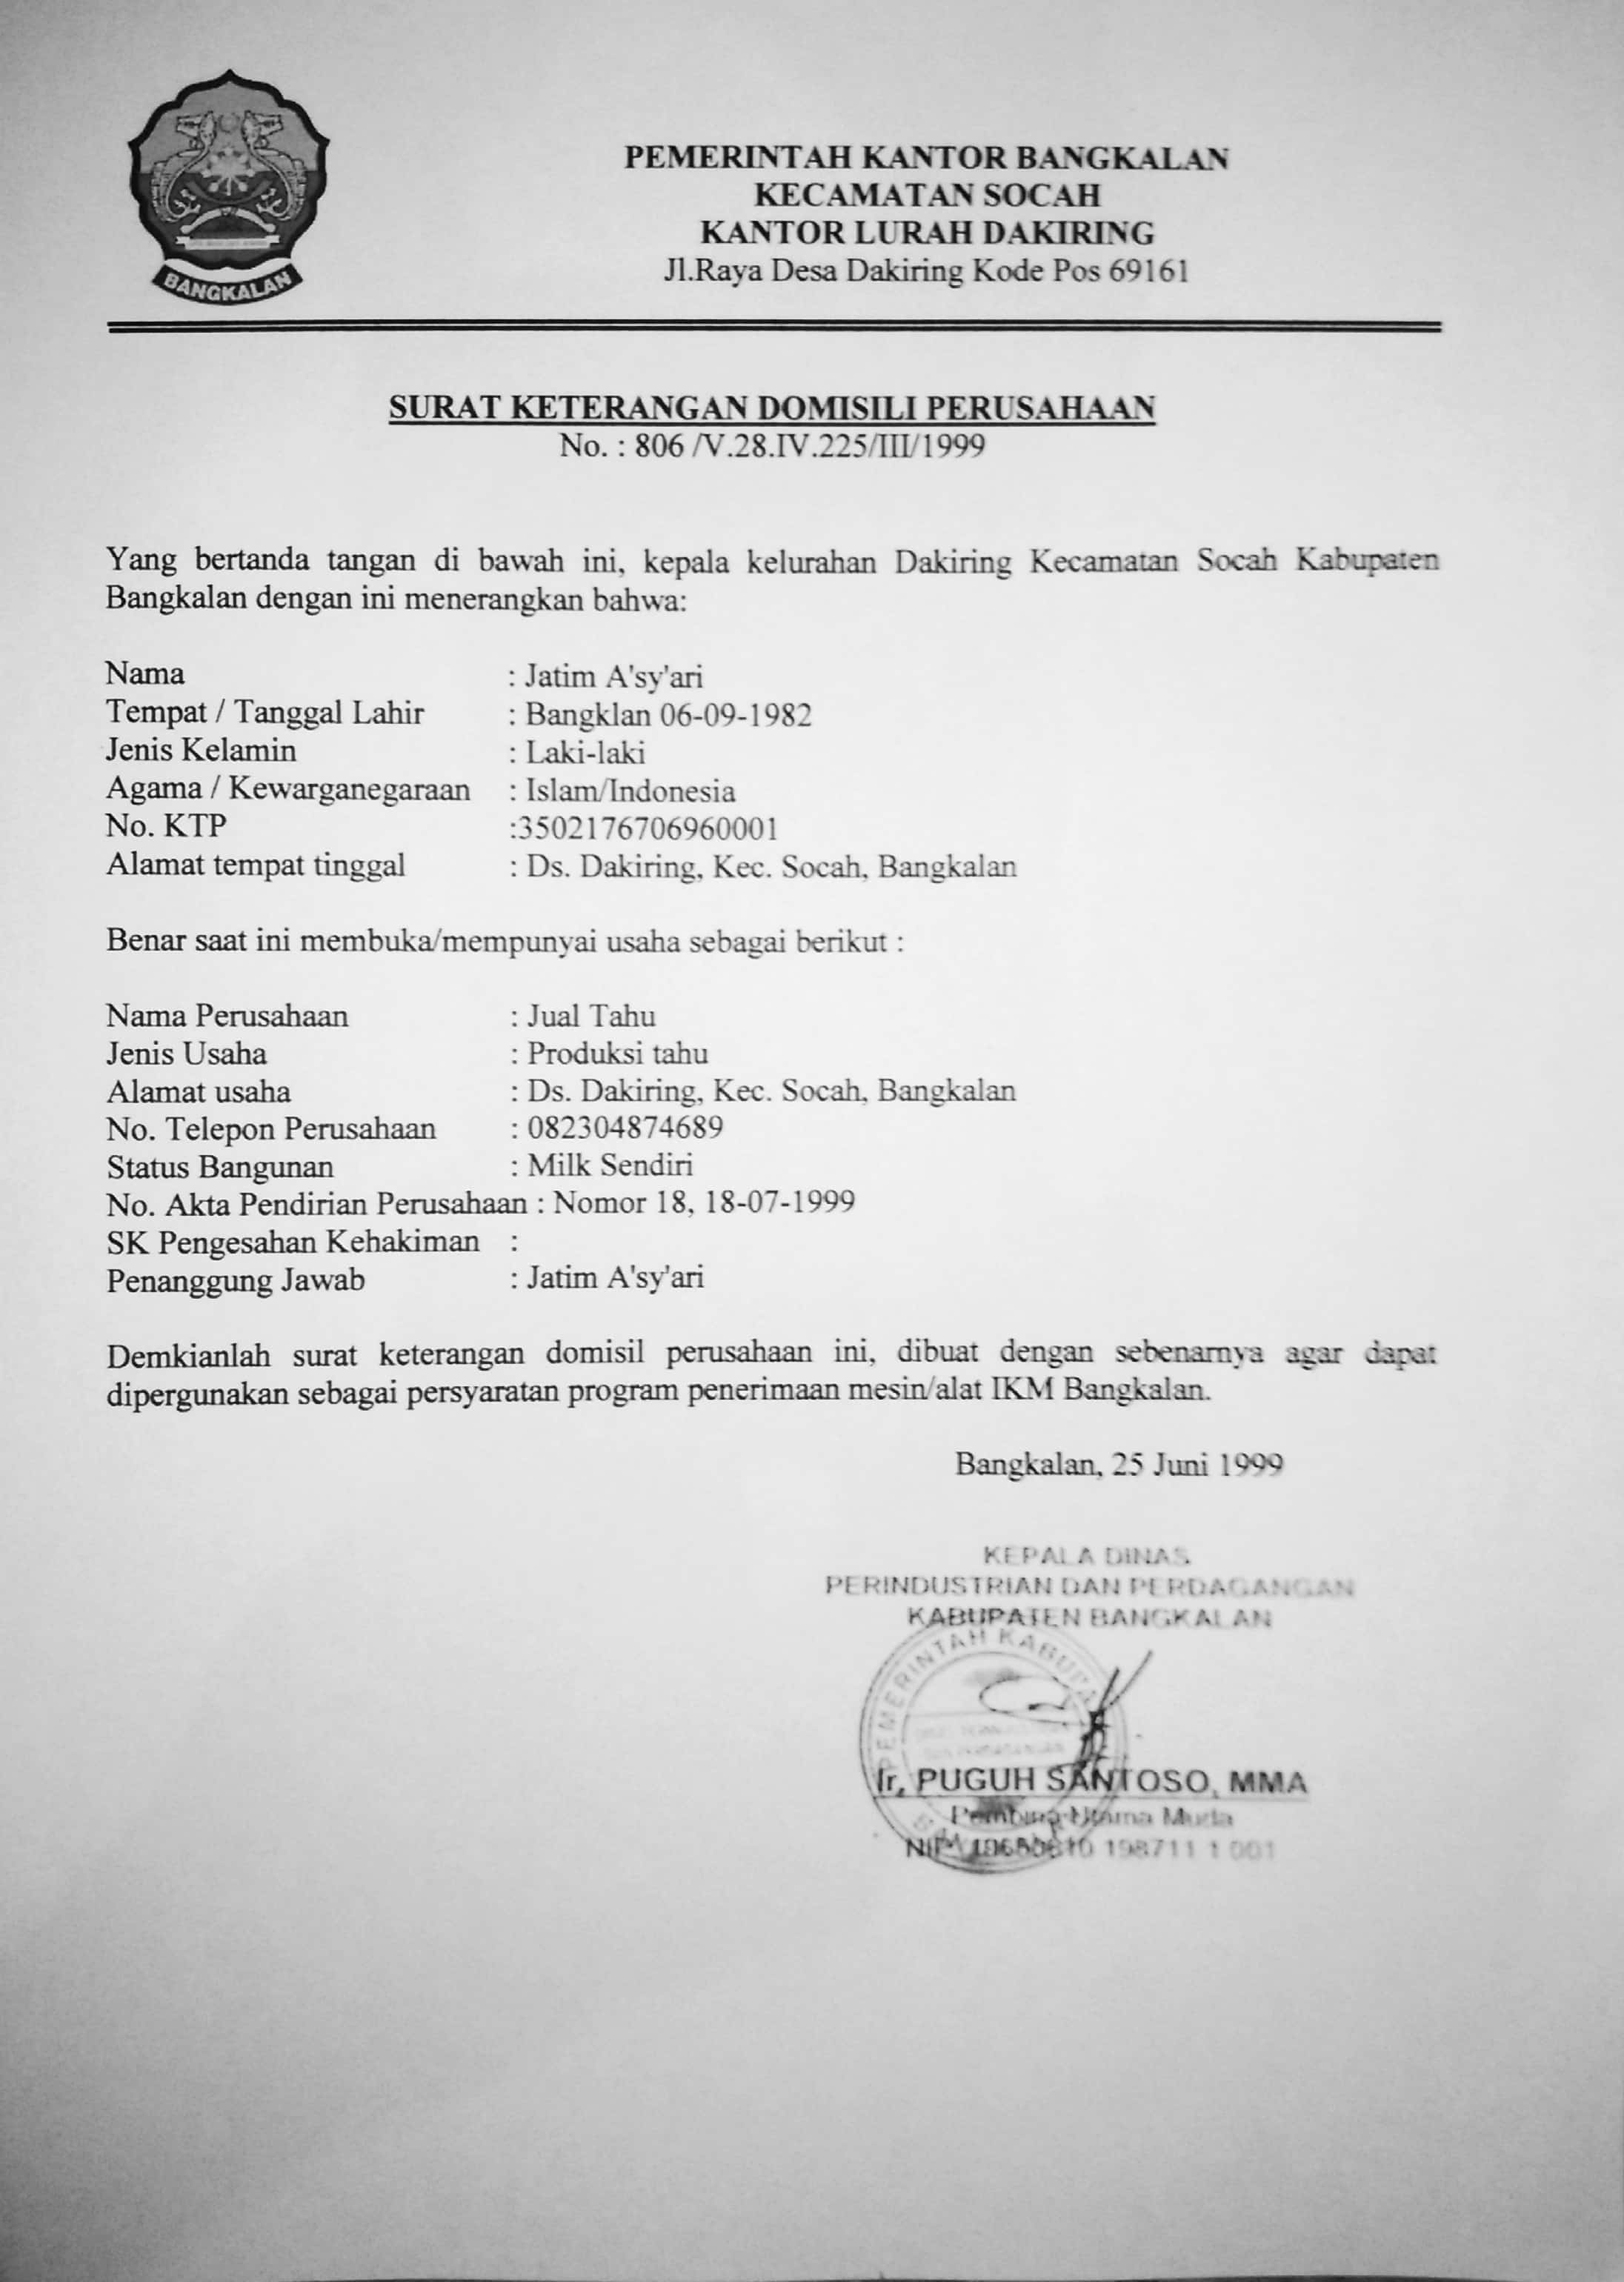 BANGKALAN
PEMERINTAH KANTOR BANGKALAN
KECAMATAN SOCAH
KANTOR LURAH DAKIRING
Jl.Raya Desa Dakiring Kode Pos 69161
SURAT KETERANGAN DOMISILI PERUSAHAAN
No. : 806 /V.28.IV.225/III/1999
Yang bertanda tangan di bawah ini, kepala kelurahan Dakiring Kecamatan Socah Kabupaten
Bangkalan dengan ini menerangkan bahwa:
Nama : Jatim A'sy'ari
Tempat / Tanggal Lahir : Bangklan 06-09-1982
Jenis Kelamin : Laki-laki
Agama / Kewarganegaraan : Islam/Indonesia
No. KTP :3502176706960001
Alamat tempat tinggal : Ds. Dakiring, Kec. Socah, Bangkalan
Benar saat ini membuka/mempunyai usaha sebagai berikut :
Nama Perusahaan : Jual Tahu
Jenis Usaha : Produksi tahu
Alamat usaha : Ds. Dakiring, Kec. Socah, Bangkalan
No. Telepon Perusahaan : 082304874689
Status Bangunan : Milk Sendiri
No. Akta Pendirian Perusahaan : Nomor 18, 18-07-1999
SK Pengesahan Kehakiman :
Penanggung Jawab : Jatim A'sy'ari
Demkianlah surat keterangan domisil perusahaan ini, dibuat dengan sebenarnya agar dapat
dipergunakan sebagai persyaratan program penerimaan mesin/alat IKM Bangkalan.
Bangkalan, 25 Juni 1999
KEPALA DINAS
PERINDUSTRIAN DAN PERDAGANGAN
KABUPATEN BANGKALAN
PEMERINTAH KABUPA
Ir. PUGUH SANTOSO, MMA
Pembina Utama Muda
NIP 198711 1 001